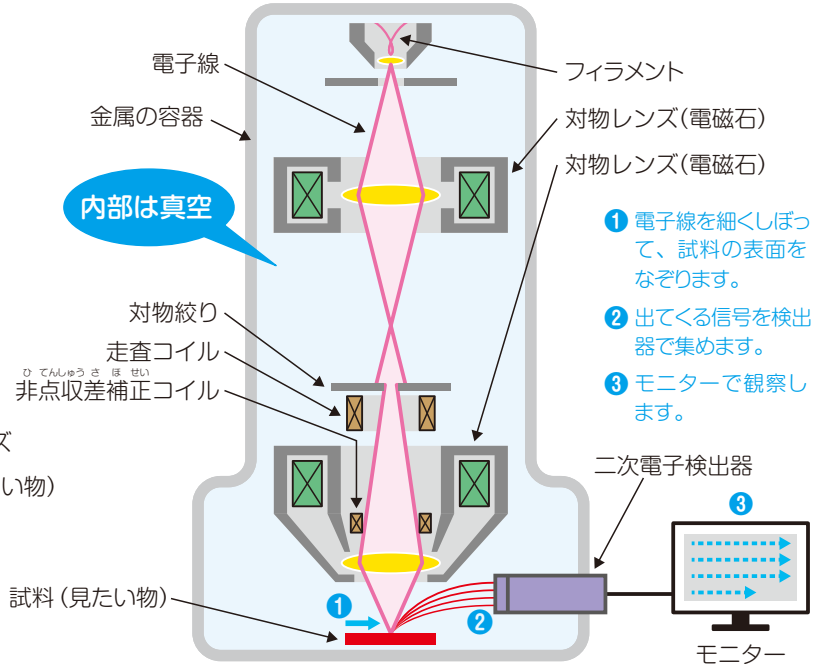 電子線
フィラメント
金属の容器
対物レンズ(電磁石)
対物レンズ(電磁石)
内部は真空
❶ 電子線を細くしぼっ
て、試料の表面を
なぞります。
❷ 出てくる信号を検出
器で集めます。
❸ モニターで観察し
ます。
対物絞り
走査コイル
ひ てんしゅう さ ほ せい
非点収差補正コイル
ズ
い物)
二次電子検出器
❸
試料(見たい物)
❶
❷
モニター